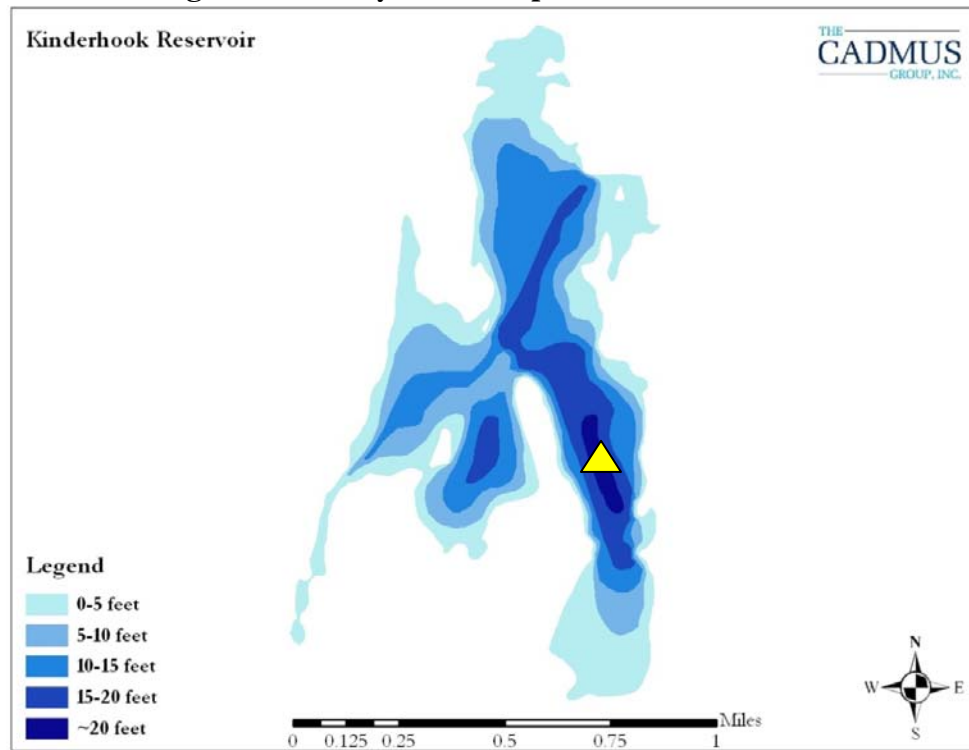 Kinderhook Reservoir
THE
CADMUS
GROUP, INC.
Legend
0-5 feet
5-10 feet
10-15 feet
15-20 feet
~20 feet
Miles
0 0.125 0.25 0.5 0.75 1
N
W E
S